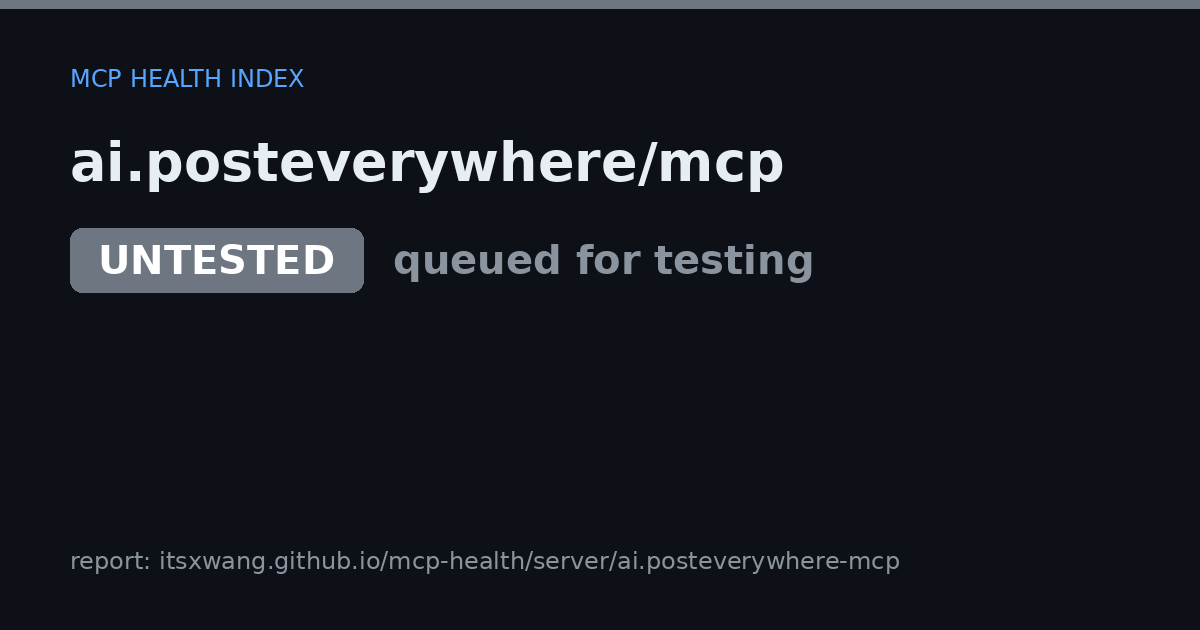 MCP HEALTH INDEX
ai.posteverywhere/mcp
UNTESTED queued for testing
report: itsxwang.github.io/mcp-health/server/ai.posteverywhere-mcp